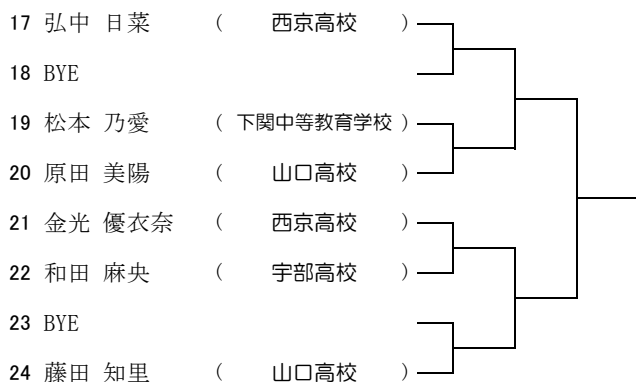 17 弘中 日菜 ( 西京高校 )
18 BYE
19 松本 乃愛 ( 下関中等教育学校 )
20 原田 美陽 ( 山口高校 )
21 金光 優衣奈 ( 西京高校 )
22 和田 麻央 ( 宇部高校 )
23 BYE
24 藤田 知里 ( 山口高校 )